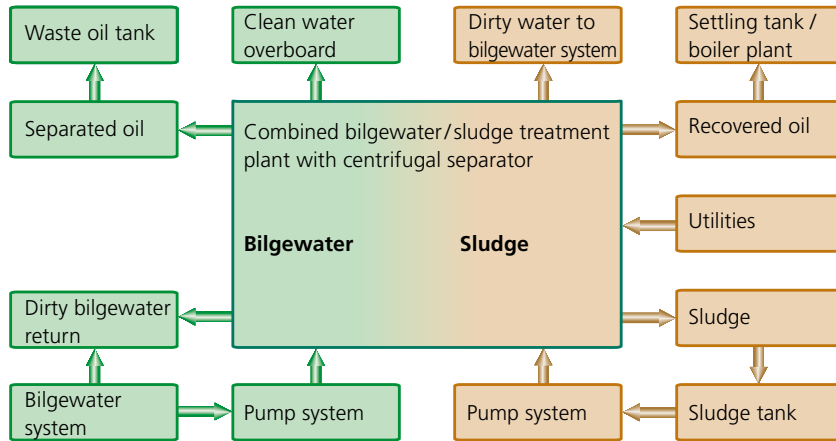 Waste oil tank
Clean water
overboard
Dirty water to
bilgewater system
Settling tank /
boiler plant
Separated oil
Combined bilgewater/sludge treatment
plant with centrifugal separator
Recovered oil
Bilgewater
Sludge
Utilities
Dirty bilgewater
return
Sludge
Bilgewater
system
Pump system
Pump system
Sludge tank